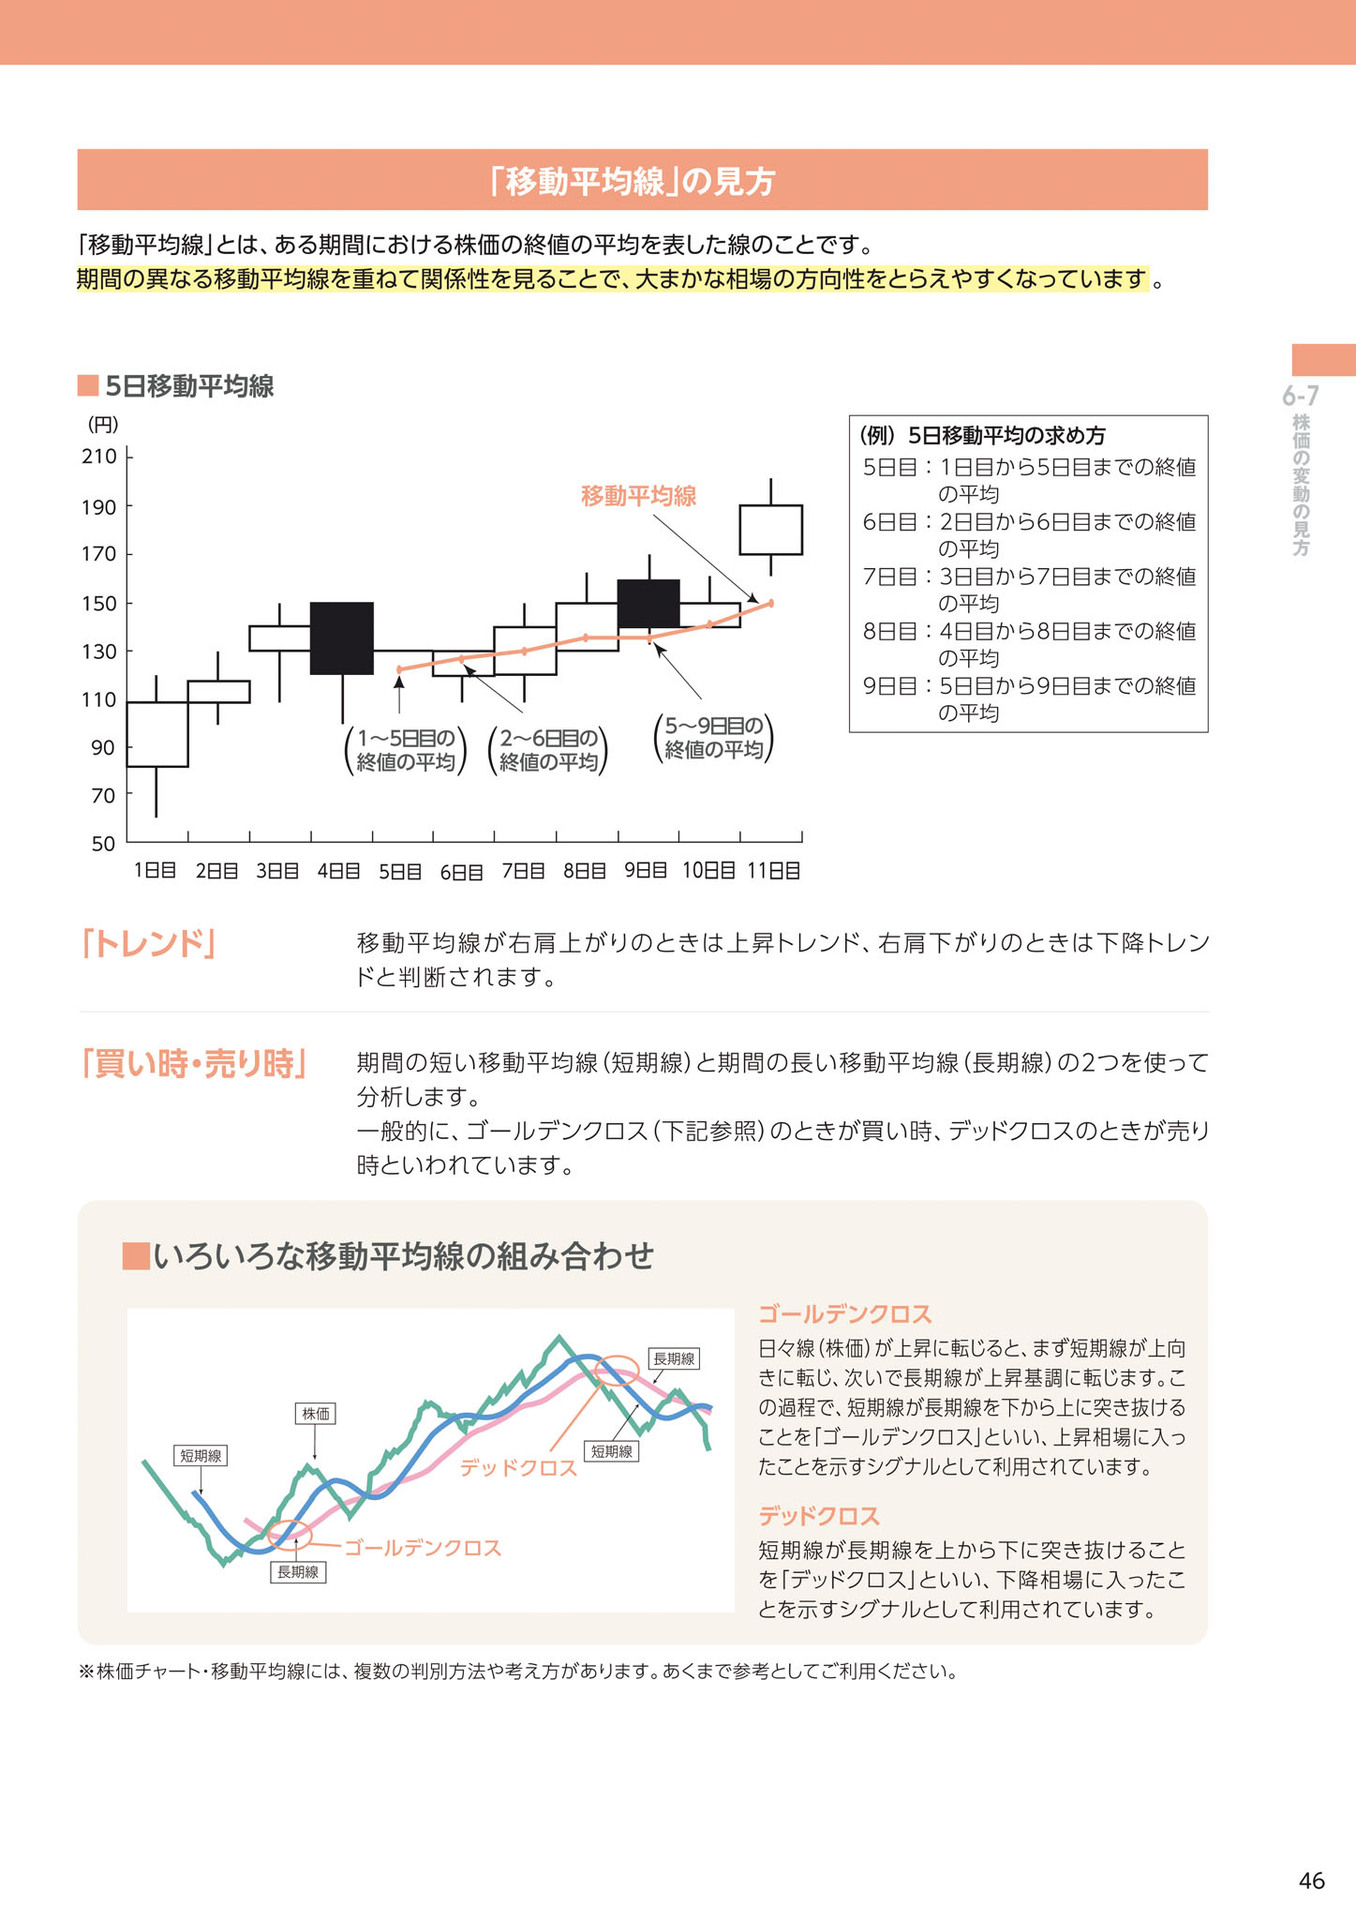 「移動平均線」の見方
「移動平均線」とは、ある期間における株価の終値の平均を表した線のことです。
期間の異なる移動平均線を重ねて関係性を見ることで、大まかな相場の方向性をとらえやすくなっています。
■5日移動平均線
(円)
210
190
170
150
130
110
90
70
50
1日目 2日目 3日目 4日目 5日目 6日目 7日目 8日目 9日目 10日目 11日目
移動平均線
(1〜5日目の
終値の平均)
(2〜6日目の
終値の平均)
(5〜9日目の
終値の平均)
(例) 5日移動平均の求め方
5日目：1日目から5日目までの終値
の平均
6日目：2日目から6日目までの終値
の平均
7日目：3日目から7日目までの終値
の平均
8日目：4日目から8日目までの終値
の平均
9日目：5日目から9日目までの終値
の平均
6-7
株価の変動の見方
「トレンド」
移動平均線が右肩上がりのときは上昇トレンド、右肩下がりのときは下降トレン
ドと判断されます。
「買い時・売り時」
期間の短い移動平均線(短期線)と期間の長い移動平均線(長期線)の2つを使って
分析します。
一般的に、ゴールデンクロス(下記参照)のときが買い時、デッドクロスのときが売り
時といわれています。
■いろいろな移動平均線の組み合わせ
短期線
株価
長期線
ゴールデンクロス
デッドクロス
長期線
短期線
ゴールデンクロス
日々線(株価)が上昇に転じると、まず短期線が上向
きに転じ、次いで長期線が上昇基調に転じます。こ
の過程で、短期線が長期線を下から上に突き抜ける
ことを「ゴールデンクロス」といい、上昇相場に入っ
たことを示すシグナルとして利用されています。
デッドクロス
短期線が長期線を上から下に突き抜けること
を「デッドクロス」といい、下降相場に入ったこ
とを示すシグナルとして利用されています。
※株価チャート・移動平均線には、複数の判別方法や考え方があります。あくまで参考としてご利用ください。
46